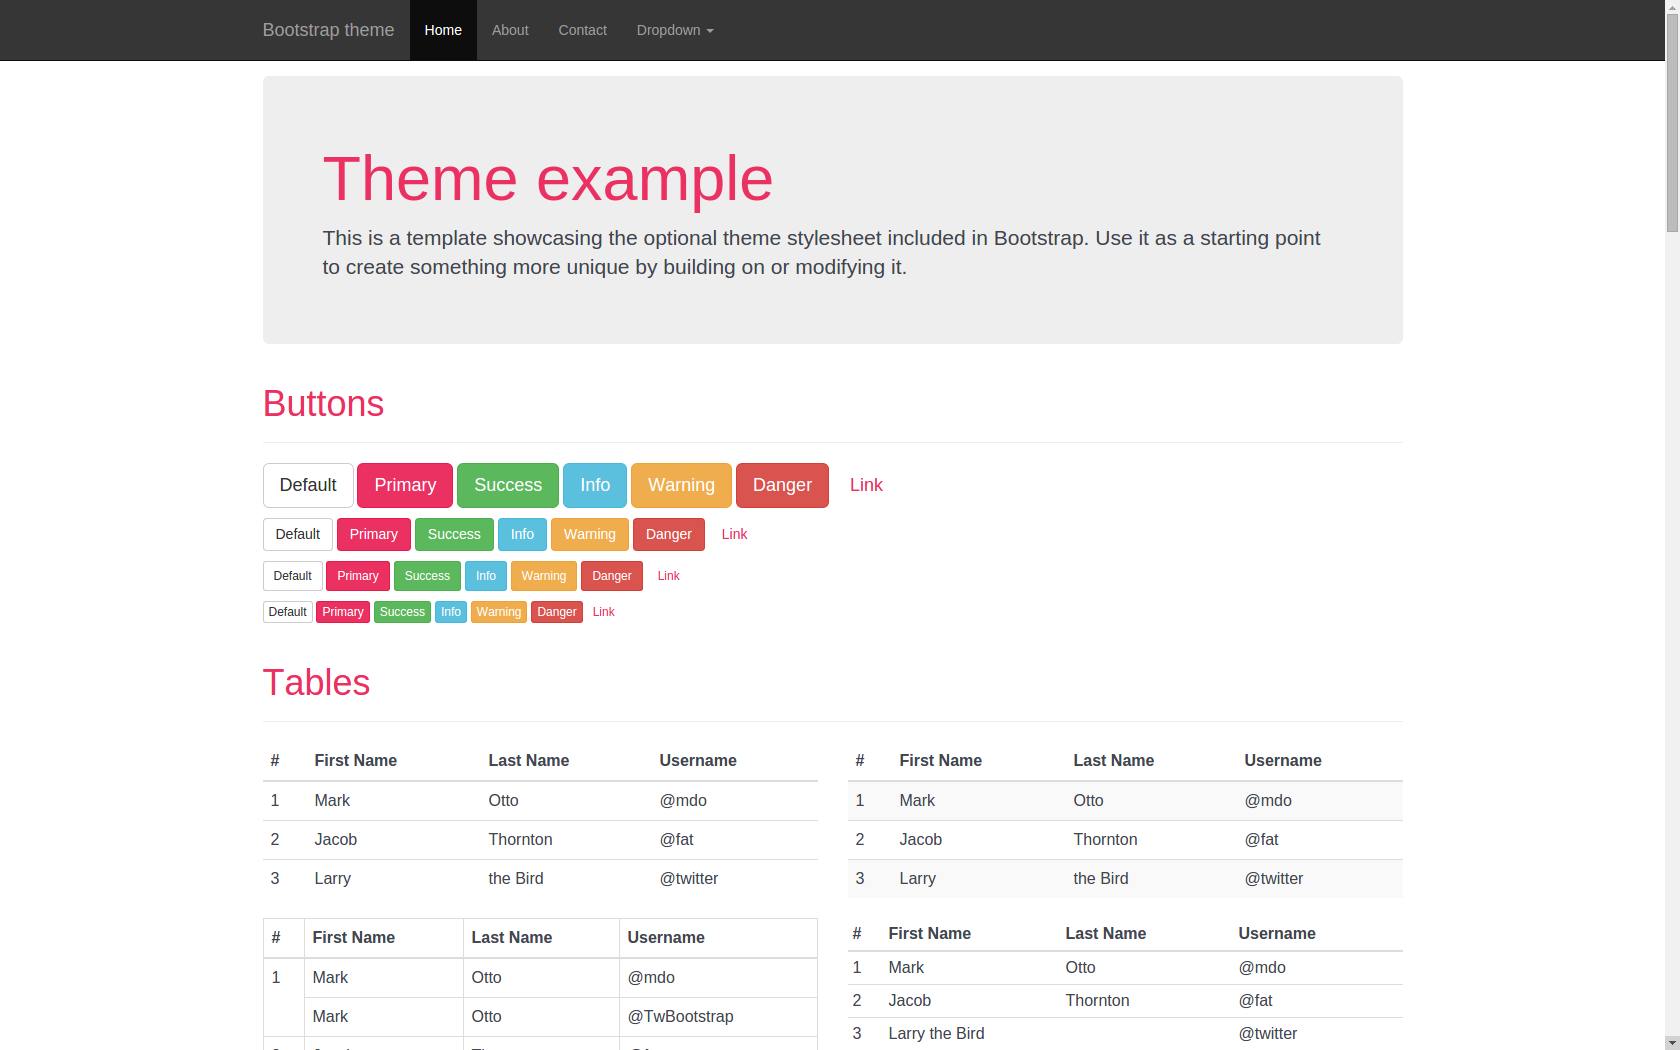 Bootstrap theme Home About Contact Dropdown
Theme example
This is a template showcasing the optional theme stylesheet included in Bootstrap. Use it as a starting point
to create something more unique by building on or modifying it.
Buttons
Default Primary Success Info Warning Danger Link
Default Primary Success Info Warning Danger Link
Default Primary Success Info Warning Danger Link
Default Primary Success Info Warning Danger Link
Tables
# First Name Last Name Username
1 Mark Otto @mdo
2 Jacob Thornton @fat
3 Larry the Bird @twitter
# First Name Last Name Username
1 Mark Otto @mdo
2 Jacob Thornton @fat
3 Larry the Bird @twitter
# First Name Last Name Username
1 Mark Otto @mdo
Mark Otto @TwBootstrap
# First Name Last Name Username
1 Mark Otto @mdo
2 Jacob Thornton @fat
3 Larry the Bird @twitter